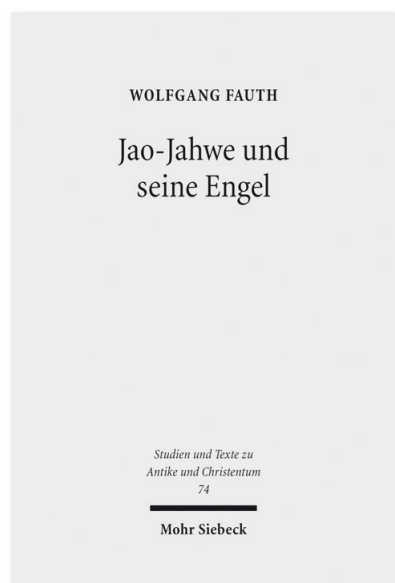 WOLFGANG FAUTH
Jao-Jahwe und
seine Engel
Studien und Texte zu
Antike und Christentum
74
Mohr Siebeck